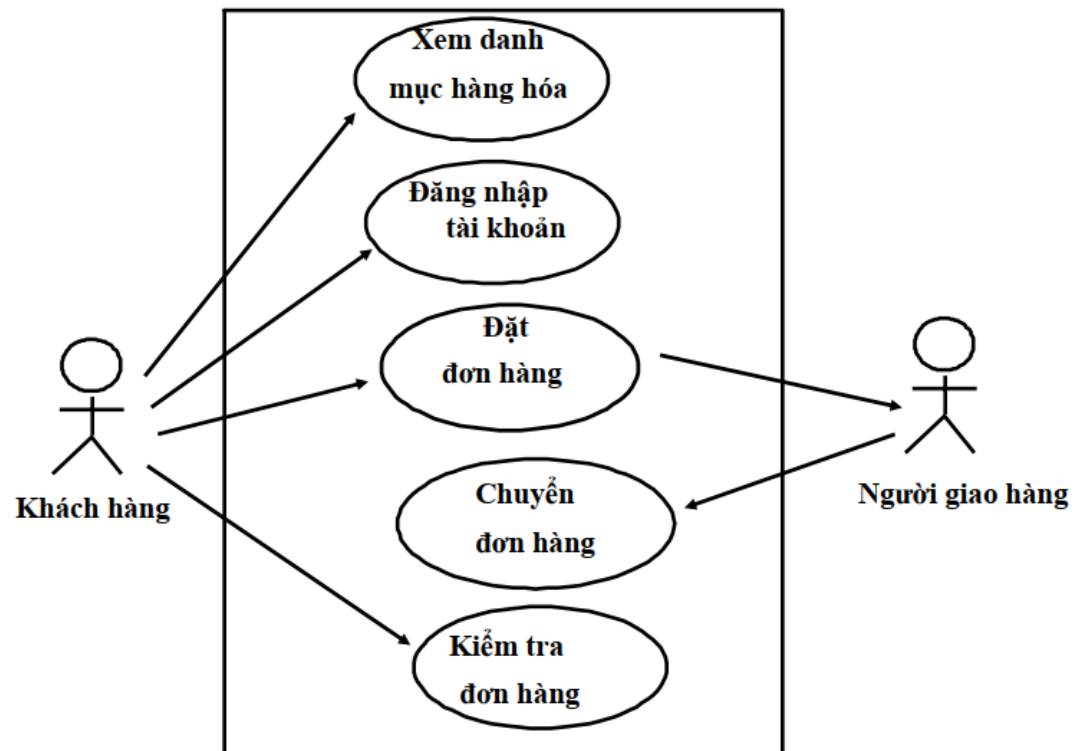 Xem danh
mục hàng hóa
Đăng nhập
tài khoản
Đặt
đơn hàng
Chuyển
đơn hàng
Kiểm tra
đơn hàng
Khách hàng
Người giao hàng